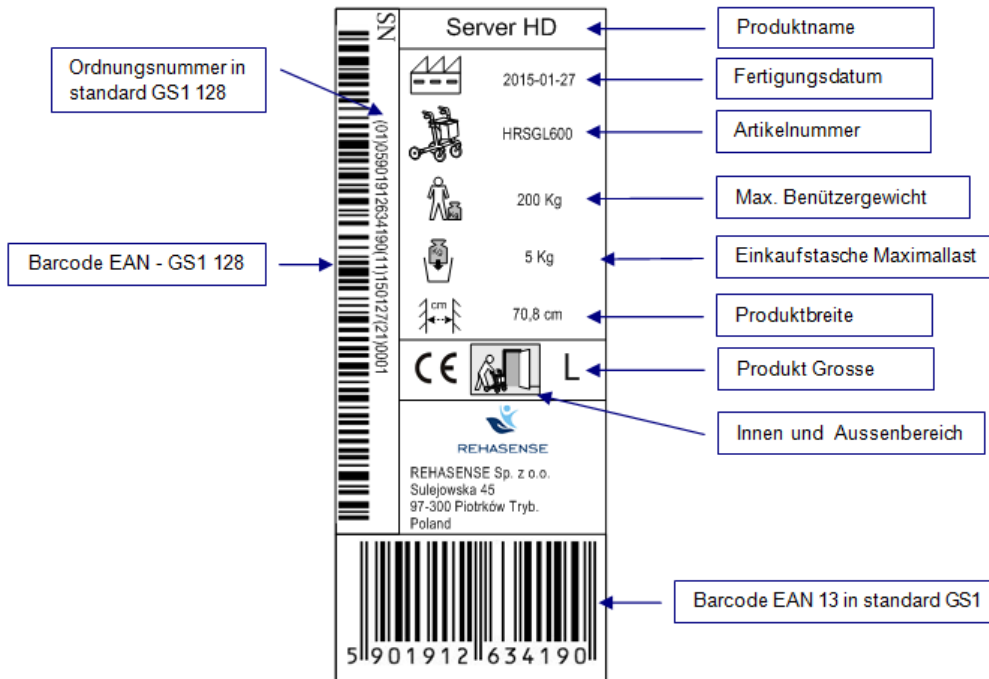 Server HD
SN
2015-01-27
HRSGL600
200 Kg
KG
5 Kg
cm
70,8 cm
CE
L
REHASENSE
REHASENSE Sp. z o.o.
Sulejowska 45
97-300 Piotrków Tryb.
Poland
(01)05901912634190(11)150127(21)0001
5 901912 634190
Ordnungsnummer in
standard GS1 128
Barcode EAN - GS1 128
Produktname
Fertigungsdatum
Artikelnummer
Max. Benützergewicht
Einkaufstasche Maximallast
Produktbreite
Produkt Grosse
Innen und Aussenbereich
Barcode EAN 13 in standard GS1